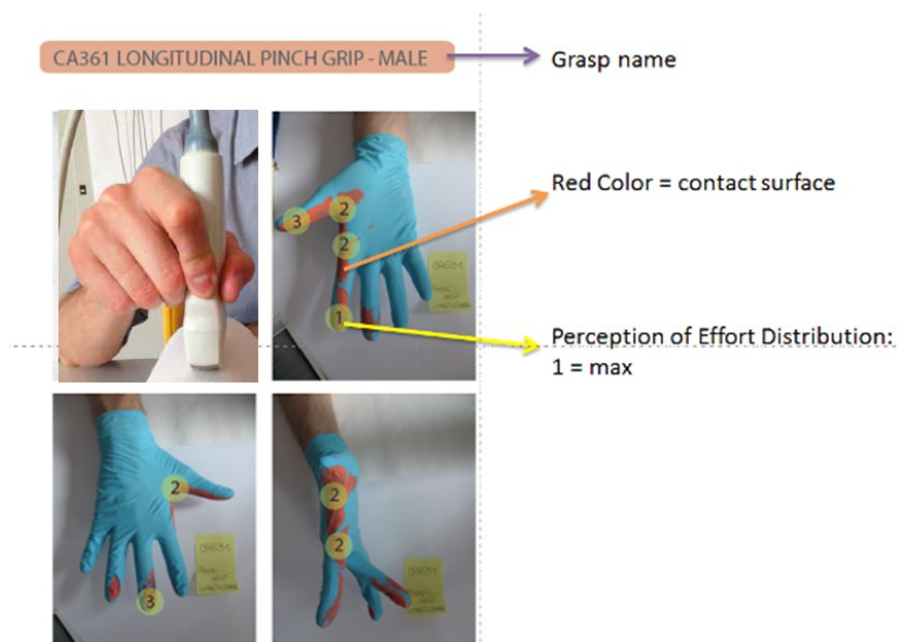 CA361 LONGITUDINAL PINCH GRIP - MALE
Grasp name
3
2
2
1
Red Color = contact surface
Perception of Effort Distribution:
1 = max
2
3
2
2